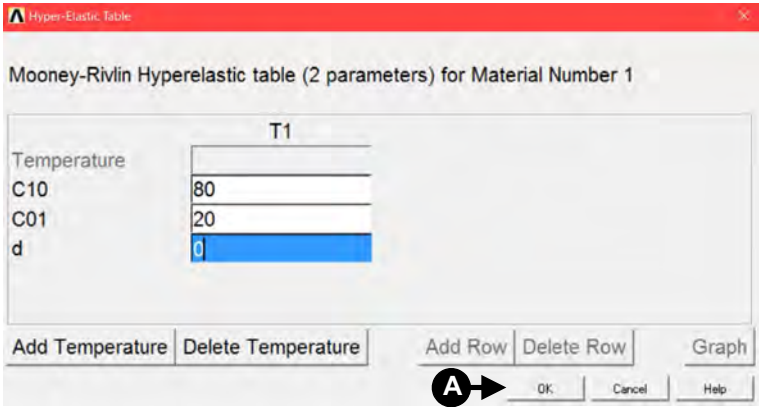 Hyper-Elastic Table
Mooney-Rivlin Hyperelastic table (2 parameters) for Material Number 1
T1
Temperature
C10 80
C01 20
d 0
Add Temperature Delete Temperature Add Row Delete Row Graph
A OK Cancel Help